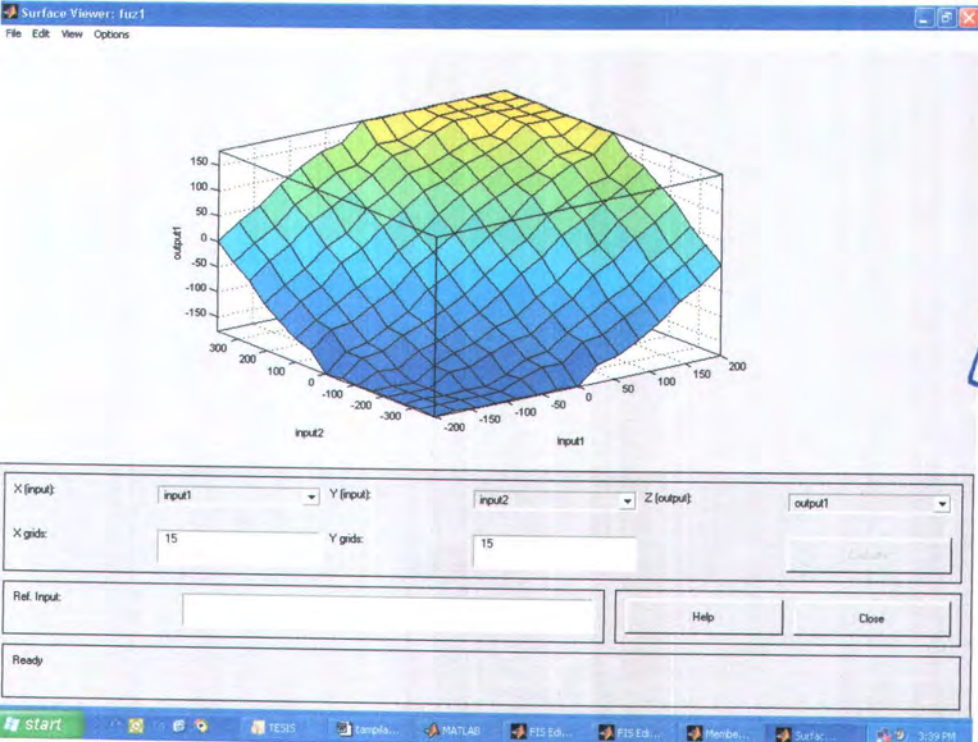 Surface Viewer: fuz1
File Edit View Options
150
100
50
0
-50
-100
-150
output1
300
200
100
0
-100
-200
-300
input2
-200
-150
-100
-50
0
50
100
150
200
input1
X (input): input1 Y (input): input2 Z (output): output1
X grids: 15 Y grids: 15
Ref. Input: Help Close
Ready
start TESIS MATLAB FIS Edi... FIS Edi... Membe... Surfac... 3:39 PM